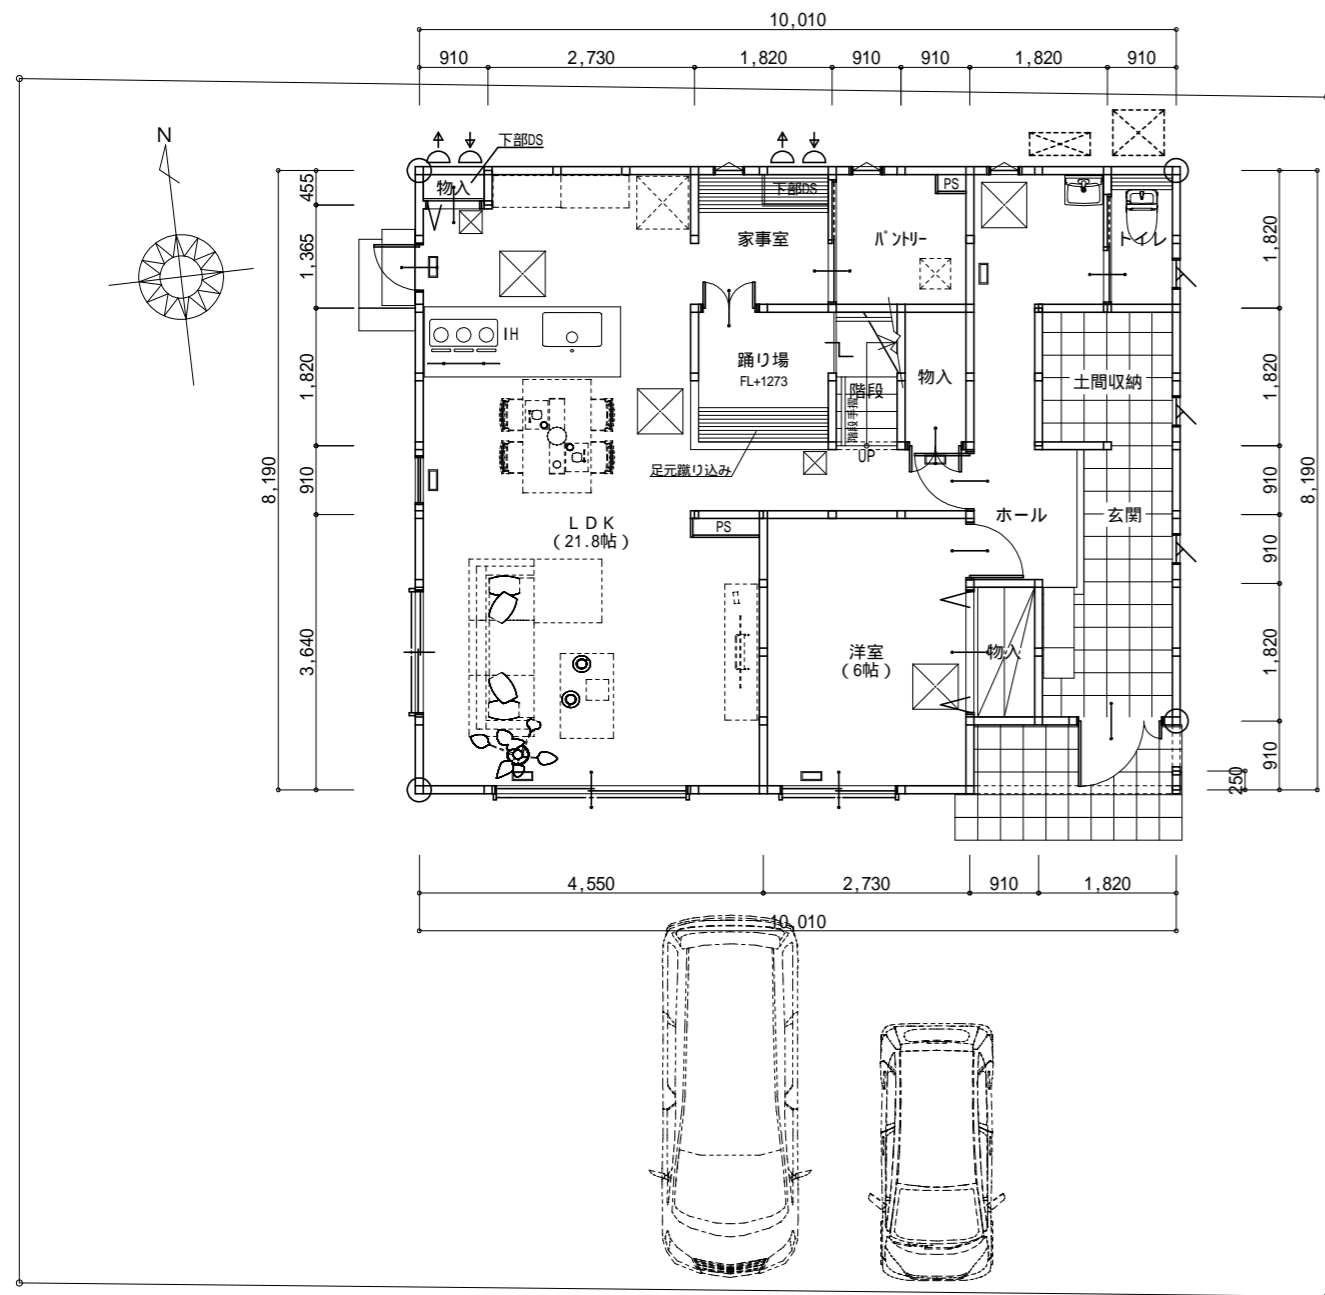 10,010
910 2,730 1,820 910 910 1,820 910
N
下部DS
物入
下部DS
PS
家事室
パントリー
トイレ
455
1,365
1,820
910
3,640
8,190
IH
踊り場
FL+1273
階段
階段手摺
物入
土間収納
UP
足元蹴り込み
LDK
(21.8帖)
PS
ホール
玄関
洋室
(6帖)
物入
1,820
1,820
910
910
1,820
910
250
8,190
4,550 2,730 910 1,820
10,010